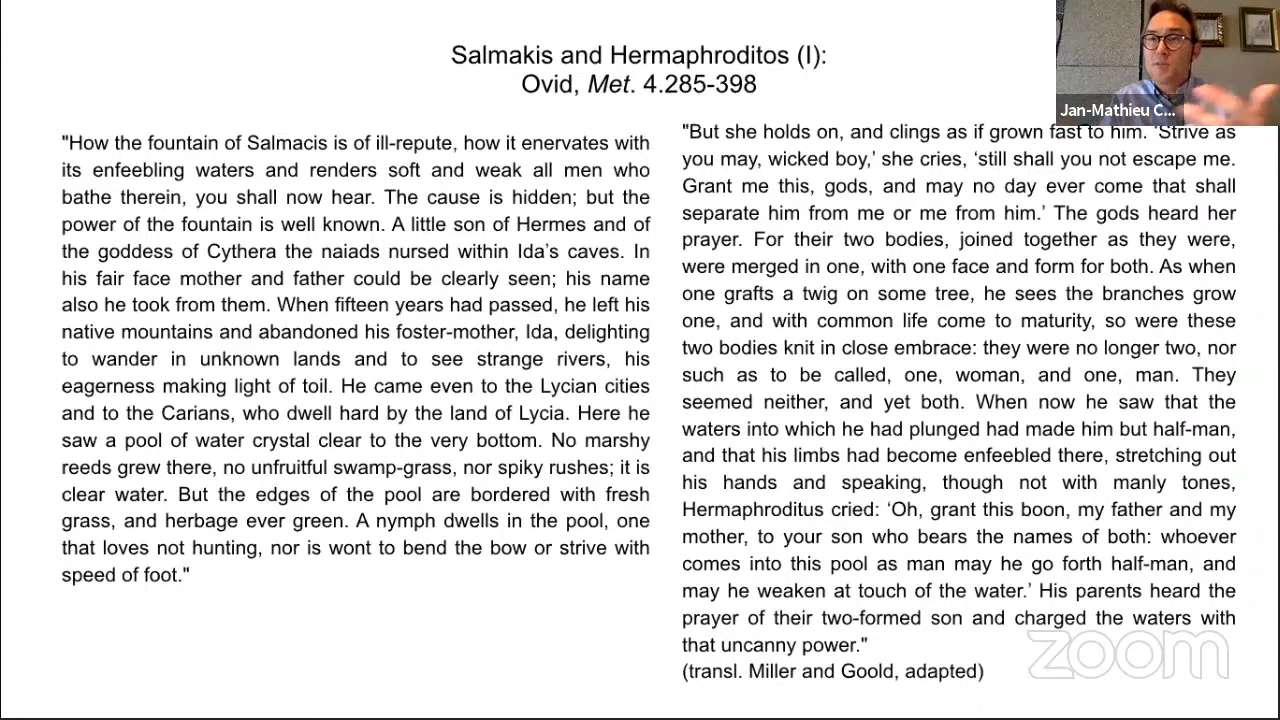 Salmakis and Hermaphroditos (I):
Ovid, Met. 4.285-398
Jan-Mathieu C...
"How the fountain of Salmacis is of ill-repute, how it enervates with
its enfeebling waters and renders soft and weak all men who
bathe therein, you shall now hear. The cause is hidden; but the
power of the fountain is well known. A little son of Hermes and of
the goddess of Cythera the naiads nursed within Ida's caves. In
his fair face mother and father could be clearly seen; his name
also he took from them. When fifteen years had passed, he left his
native mountains and abandoned his foster-mother, Ida, delighting
to wander in unknown lands and to see strange rivers, his
eagerness making light of toil. He came even to the Lycian cities
and to the Carians, who dwell hard by the land of Lycia. Here he
saw a pool of water crystal clear to the very bottom. No marshy
reeds grew there, no unfruitful swamp-grass, nor spiky rushes; it is
clear water. But the edges of the pool are bordered with fresh
grass, and herbage ever green. A nymph dwells in the pool, one
that loves not hunting, nor is wont to bend the bow or strive with
speed of foot."
"But she holds on, and clings as if grown fast to him. 'Strive as
you may, wicked boy,' she cries, 'still shall you not escape me.
Grant me this, gods, and may no day ever come that shall
separate him from me or me from him.' The gods heard her
prayer. For their two bodies, joined together as they were,
were merged in one, with one face and form for both. As when
one grafts a twig on some tree, he sees the branches grow
one, and with common life come to maturity, so were these
two bodies knit in close embrace: they were no longer two, nor
such as to be called, one, woman, and one, man. They
seemed neither, and yet both. When now he saw that the
waters into which he had plunged had made him but half-man,
and that his limbs had become enfeebled there, stretching out
his hands and speaking, though not with manly tones,
Hermaphroditus cried: 'Oh, grant this boon, my father and my
mother, to your son who bears the names of both: whoever
comes into this pool as man may he go forth half-man, and
may he weaken at touch of the water.' His parents heard the
prayer of their two-formed son and charged the waters with
that uncanny power."
(transl. Miller and Goold, adapted)
zoom